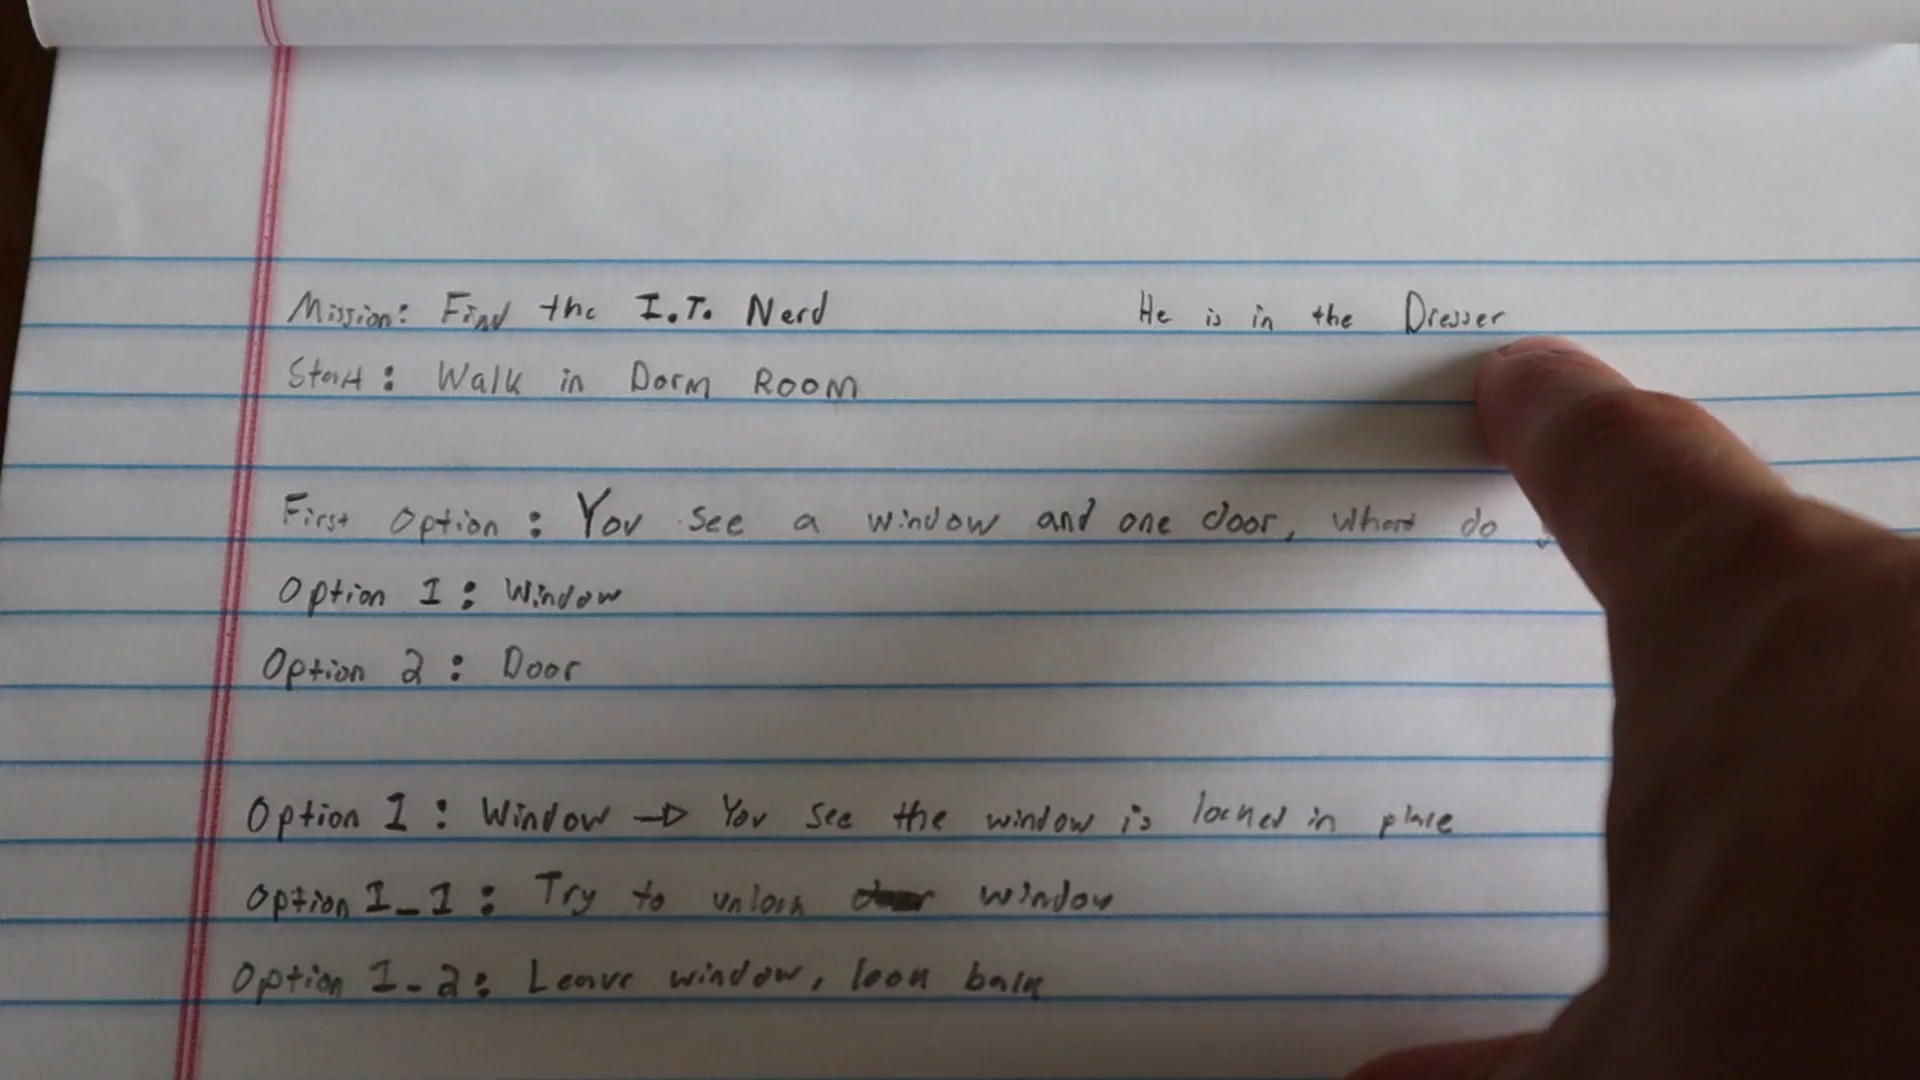 Mission: Find the I.T. Nerd He is in the Dresser
Start: Walk in Dorm Room
First Option: You see a window and one door, what do
Option 1: Window
Option 2: Door
Option 1: Window → You see the window is locked in place
Option 1_1: Try to unlock window
Option 1-2: Leave window, look back